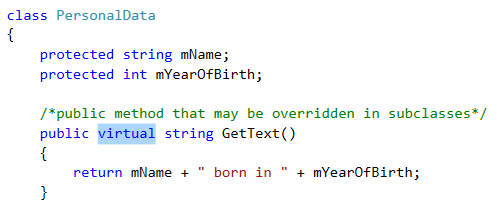 class PersonalData
{
    protected string mName;
    protected int mYearOfBirth;

    /*public method that may be overridden in subclasses*/
    public virtual string GetText()
    {
        return mName + " born in " + mYearOfBirth;
    }